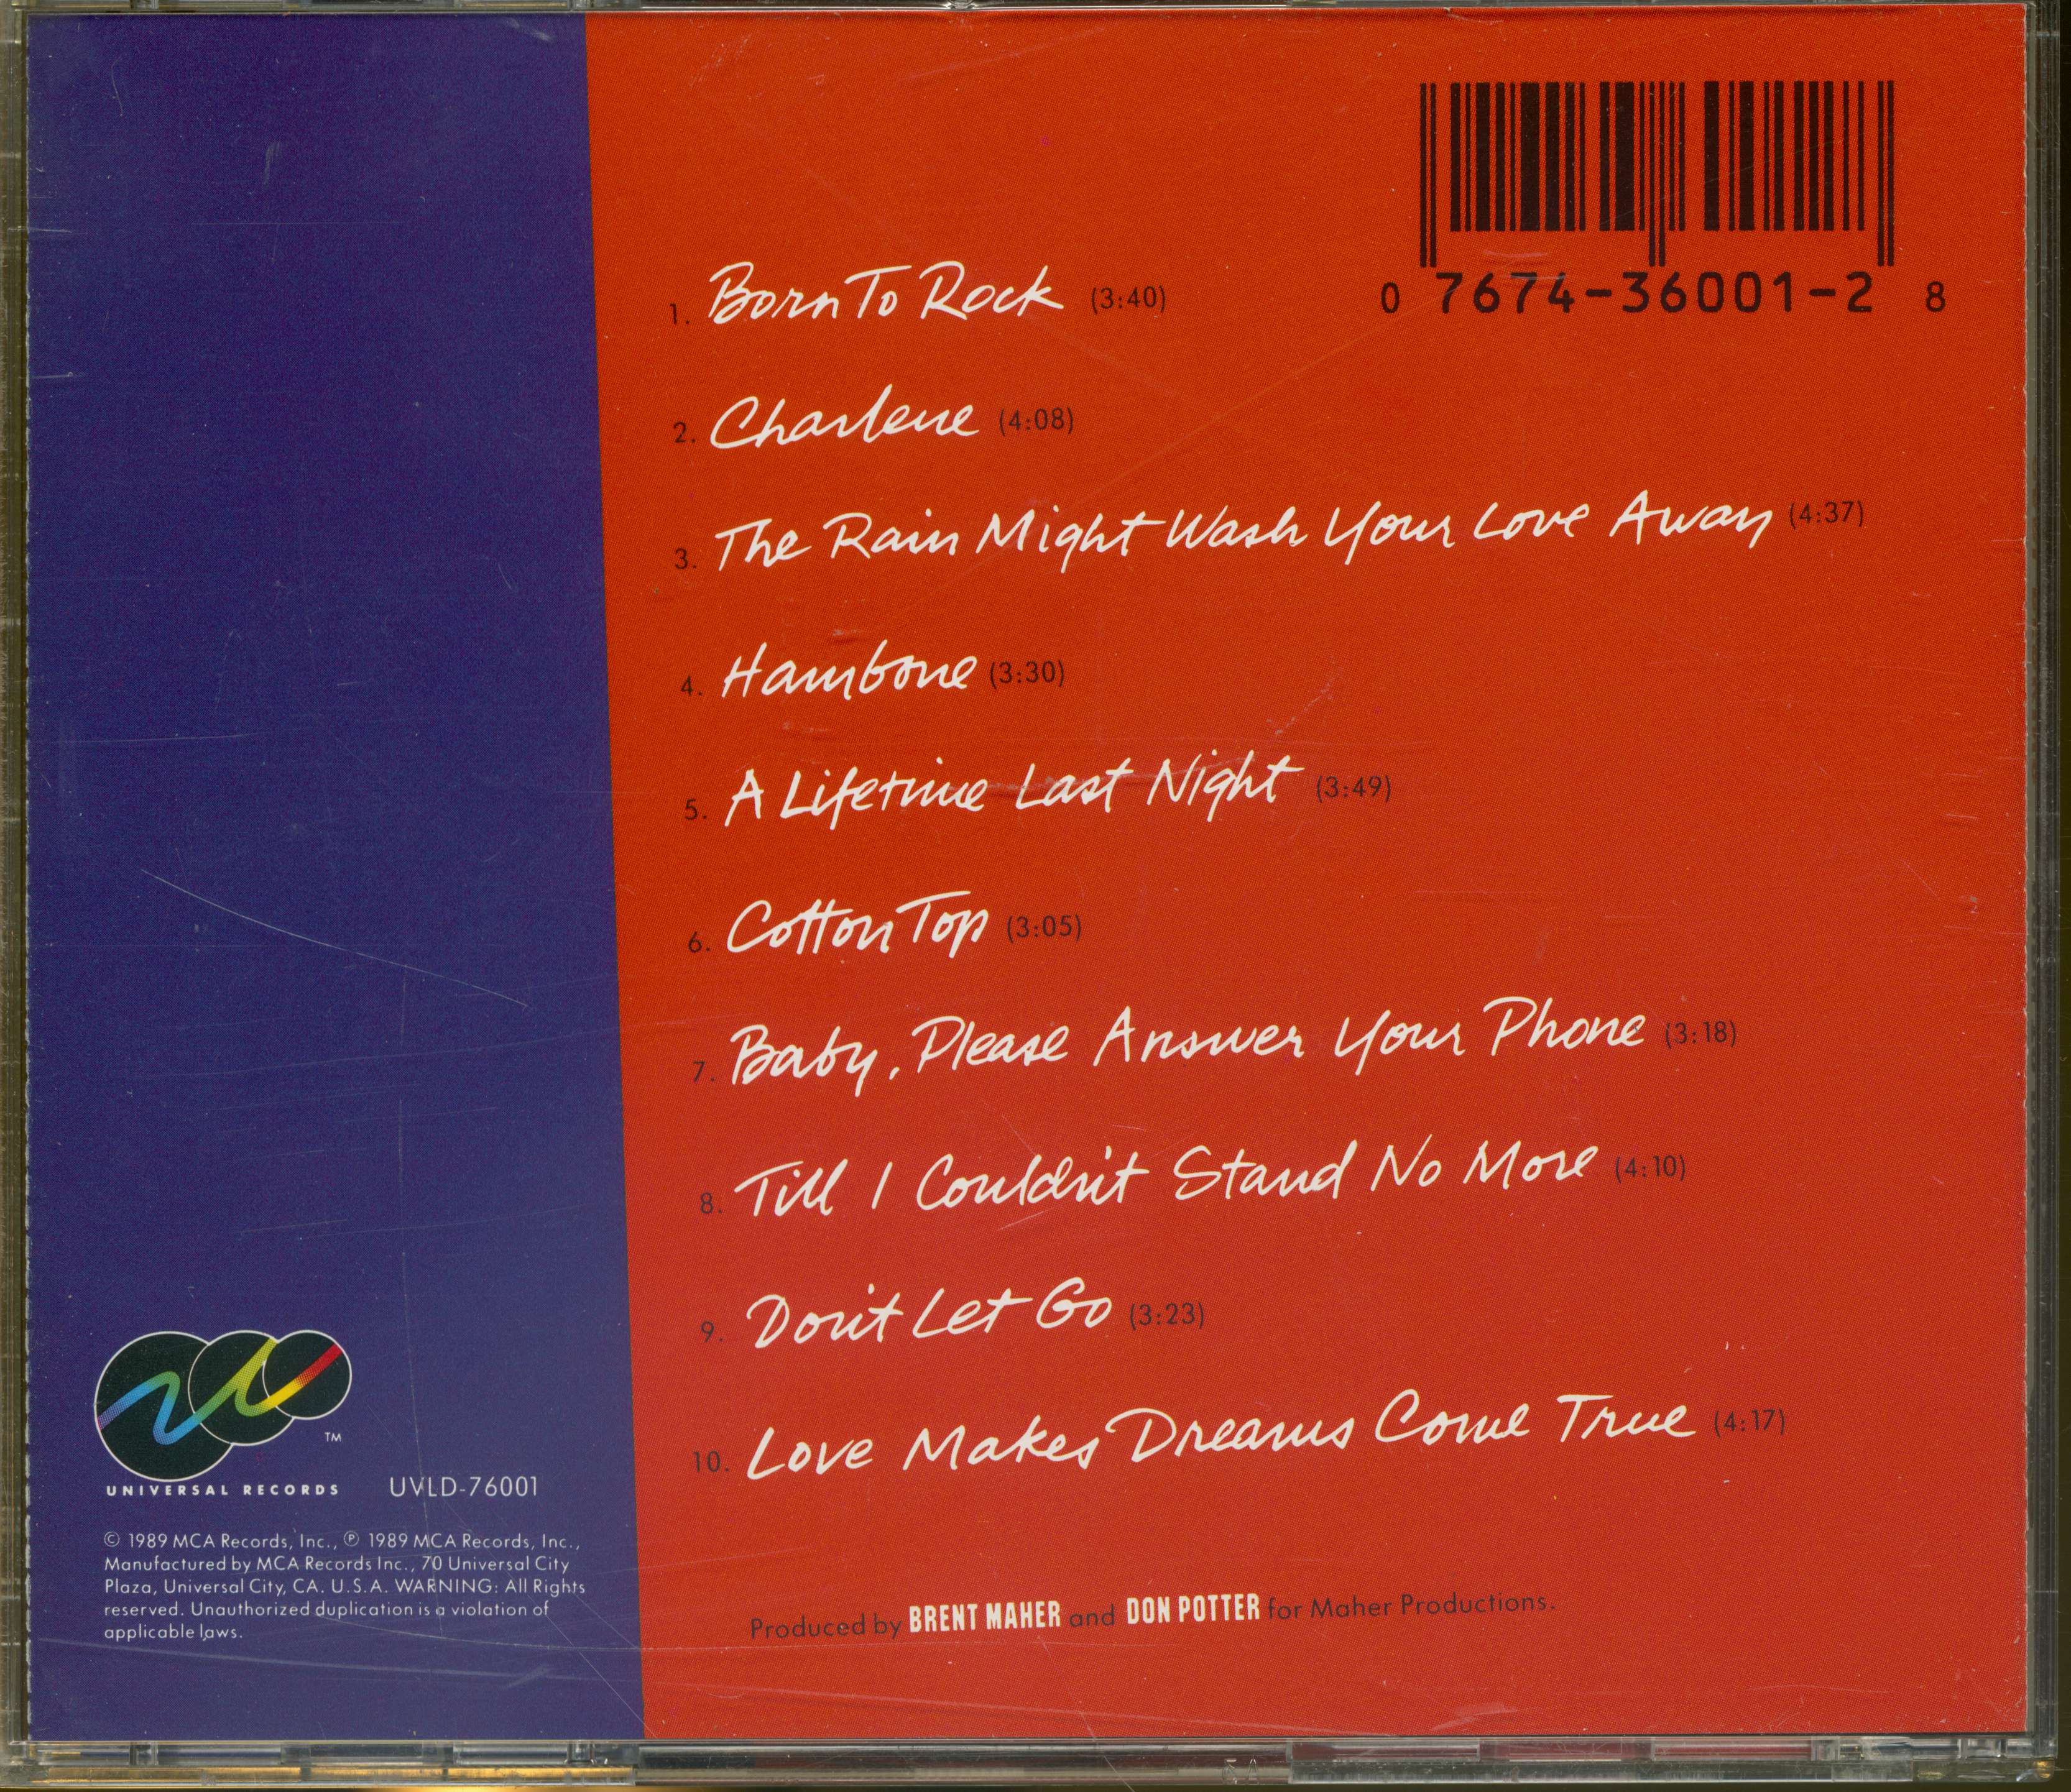 0 7674-36001-2 8
1. Born To Rock (3:40)
2. Charlene (4:08)
3. The Rain Might Wash Your Love Away (4:37)
4. Hambone (3:30)
5. A Lifetime Last Night (3:49)
6. Cotton Top (3:05)
7. Baby, Please Answer Your Phone (3:18)
8. Till I Couldn't Stand No More (4:10)
9. Don't Let Go (3:23)
10. Love Makes Dreams Come True (4:17)
Produced by BRENT MAHER and DON POTTER for Maher Productions.
TM
UNIVERSAL RECORDS UVLD-76001
© 1989 MCA Records, Inc., ℗ 1989 MCA Records, Inc.,
Manufactured by MCA Records Inc., 70 Universal City
Plaza, Universal City, CA. U.S.A. WARNING: All Rights
reserved. Unauthorized duplication is a violation of
applicable laws.